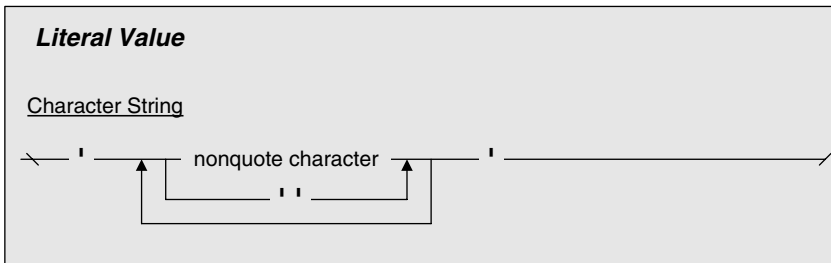 Literal Value
Character String
' nonquote character '
' '